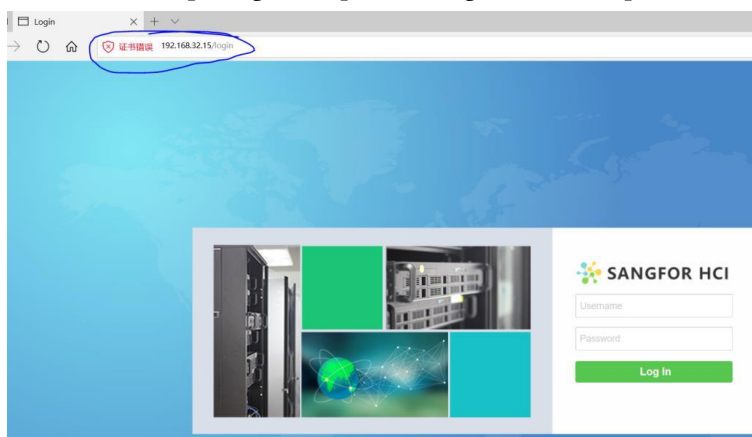 Login
证书错误 192.168.32.15/login
SANGFOR HCI
Username
Password
Log In